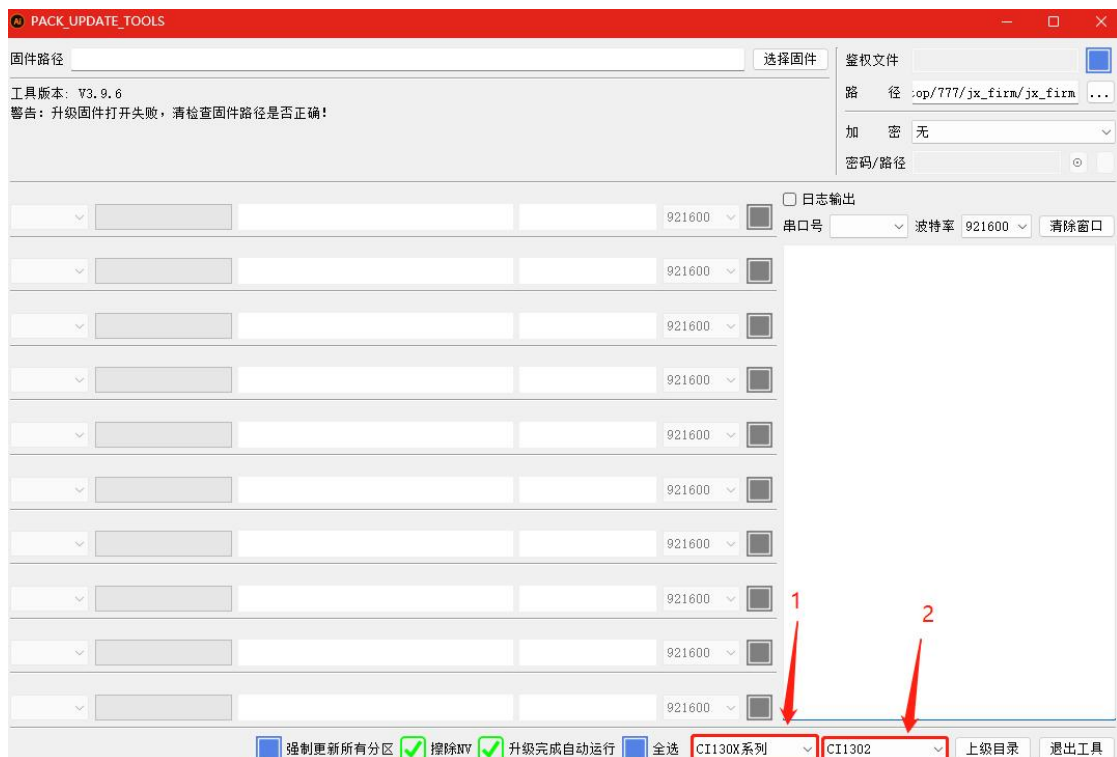 PACK_UPDATE_TOOLS
固件路径 选择固件
工具版本: V3.9.6
警告: 升级固件打开失败，请检查固件路径是否正确!
鉴权文件
路 径 :op/777/jx_firm/jx_firm ...
加 密 无
密码/路径
921600
921600
921600
921600
921600
921600
921600
921600
921600
921600
日志输出
串口号 波特率 921600 清除窗口
1
2
强制更新所有分区 擦除NV 升级完成自动运行 全选 CI130X系列 CI1302 上级目录 退出工具